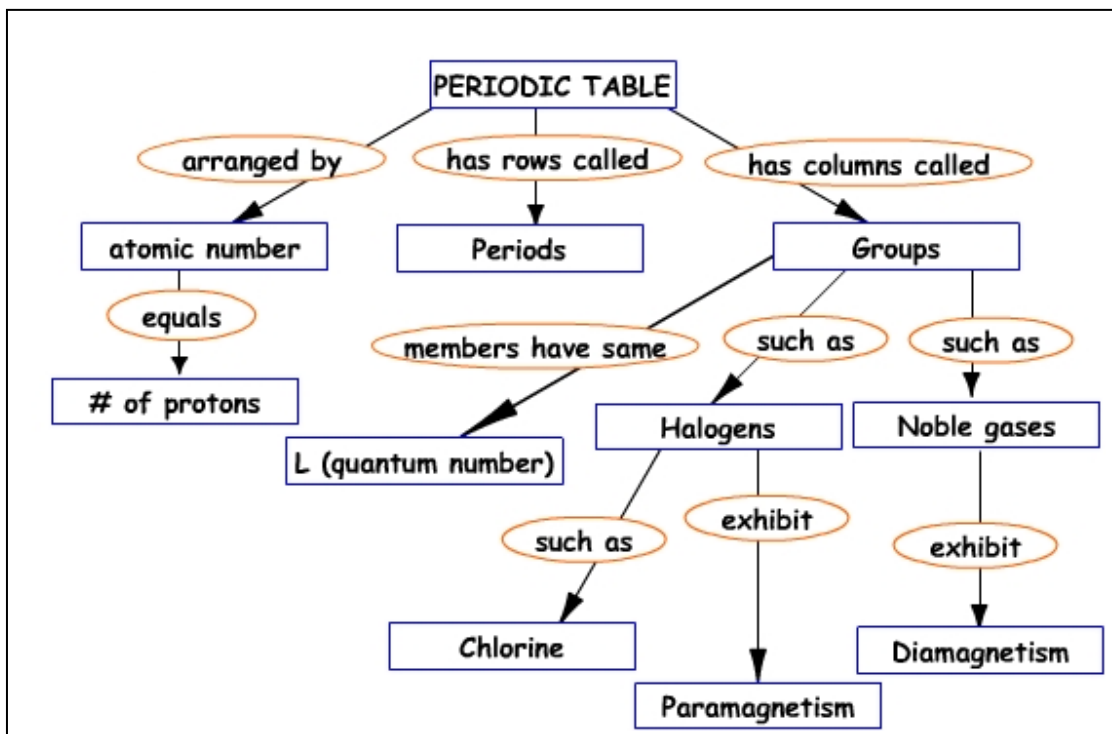 PERIODIC TABLE
arranged by
has rows called
has columns called
atomic number
Periods
Groups
equals
members have same
such as
such as
# of protons
L (quantum number)
Halogens
Noble gases
such as
exhibit
exhibit
Chlorine
Paramagnetism
Diamagnetism